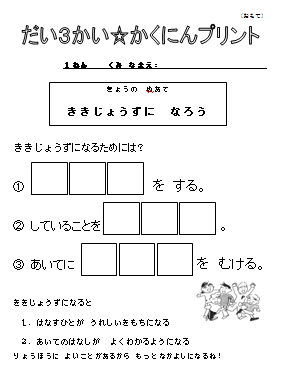 (おもて)
だい３かい☆かくにんプリント
１ねん　くみ なまえ：
きょうの めあて
ききじょうずに なろう
ききじょうずになるためには？
① を する。
② していることを 。
③ あいてに を むける。
ききじょうずになると
１．はなすひとが うれしいきもちになる
２．あいてのはなしが よくわかるようになる
りょうほうに よいことがあるから もっとなかよしになるね！